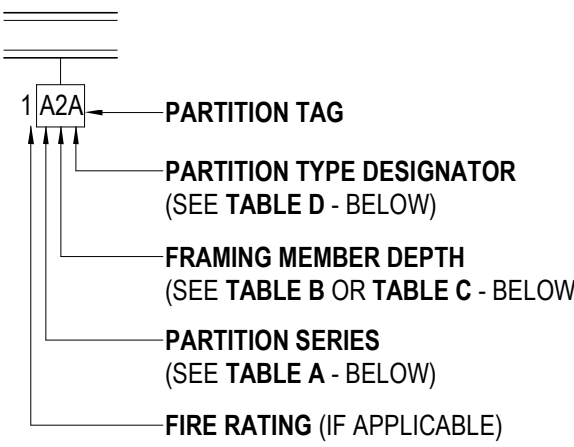 1 A2A
PARTITION TAG
PARTITION TYPE DESIGNATOR
(SEE TABLE D - BELOW)
FRAMING MEMBER DEPTH
(SEE TABLE B OR TABLE C - BELOW
PARTITION SERIES
(SEE TABLE A - BELOW)
FIRE RATING (IF APPLICABLE)